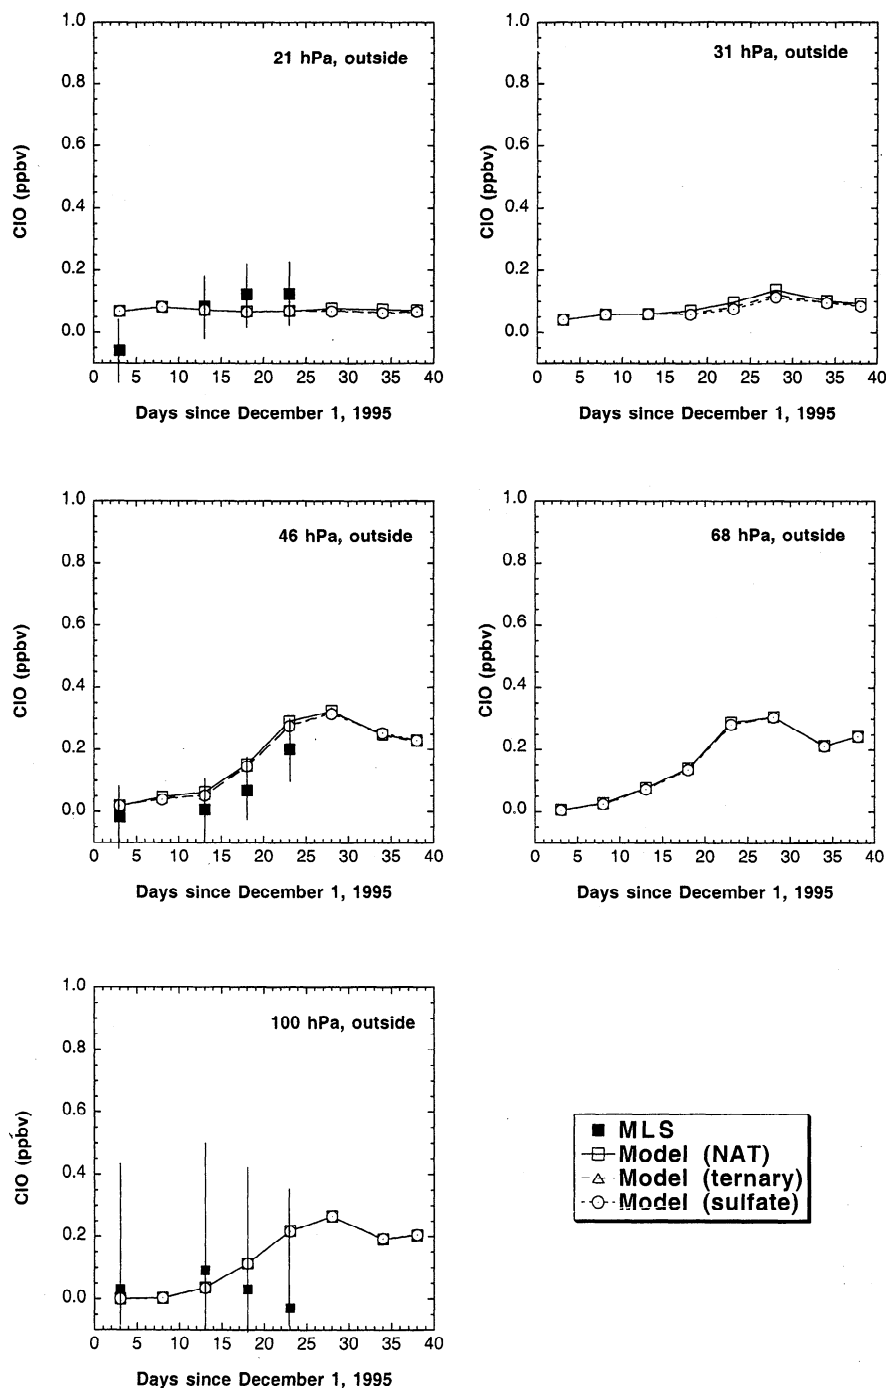 21 hPa, outside
ClO (ppbv)
1.0
0.8
0.6
0.4
0.2
0.0
0 5 10 15 20 25 30 35 40
Days since December 1, 1995
31 hPa, outside
ClO (ppbv)
1.0
0.8
0.6
0.4
0.2
0.0
0 5 10 15 20 25 30 35 40
Days since December 1, 1995
46 hPa, outside
ClO (ppbv)
1.0
0.8
0.6
0.4
0.2
0.0
0 5 10 15 20 25 30 35 40
Days since December 1, 1995
68 hPa, outside
ClO (ppbv)
1.0
0.8
0.6
0.4
0.2
0.0
0 5 10 15 20 25 30 35 40
Days since December 1, 1995
100 hPa, outside
ClO (ppbv)
1.0
0.8
0.6
0.4
0.2
0.0
0 5 10 15 20 25 30 35 40
Days since December 1, 1995
MLS
Model (NAT)
Model (ternary)
Model (sulfate)